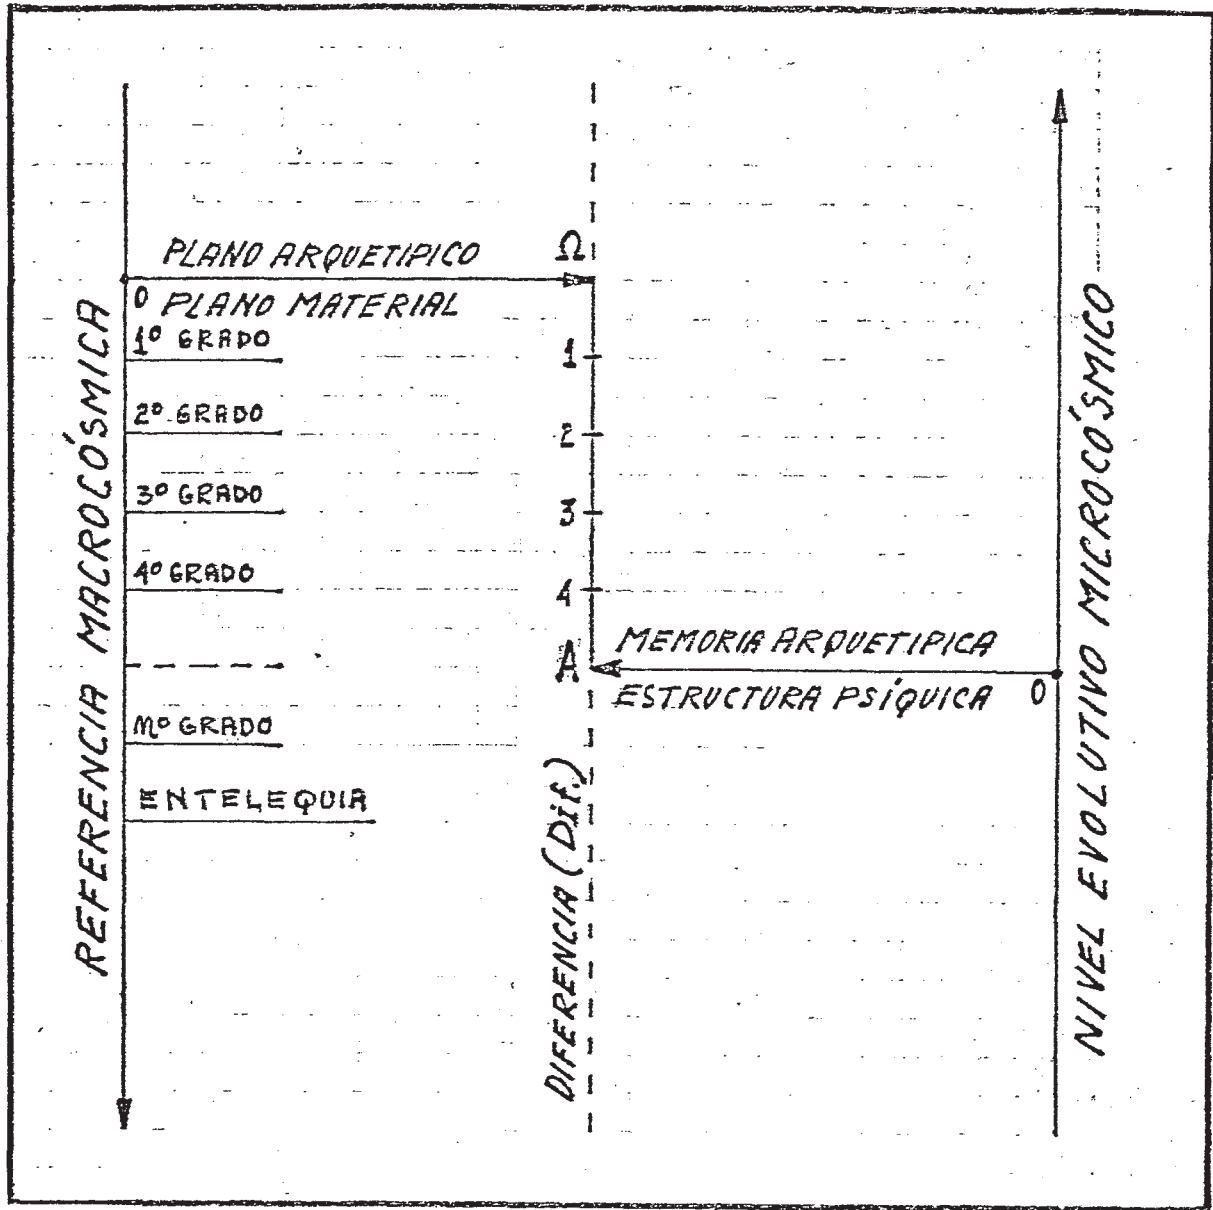 PLANO ARQUETIPICO
Ω
0 PLANO MATERIAL
1º GRADO
1
2º GRADO
2
3º GRADO
3
4º GRADO
4
MEMORIA ARQUETIPICA
A
ESTRUCTURA PSÍQUICA
0
mº GRADO
ENTELEQUIA
REFERENCIA MACROCÓSMICA
DIFERENCIA (Dif.)
NIVEL EVOLUTIVO MICROCÓSMICO